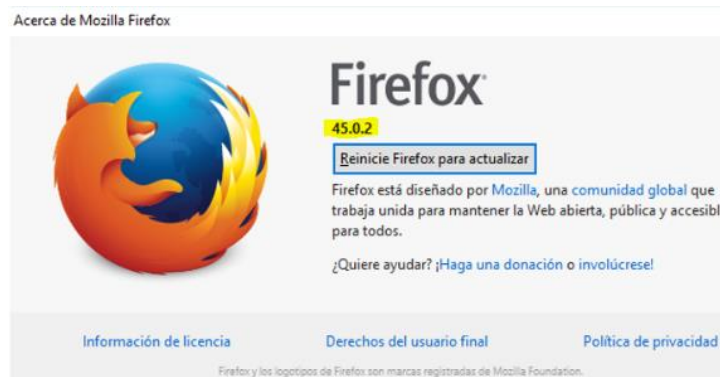 Acerca de Mozilla Firefox
Firefox
45.0.2
Reinicie Firefox para actualizar
Firefox está diseñado por Mozilla, una comunidad global que
trabaja unida para mantener la Web abierta, pública y accesibl
para todos.
¿Quiere ayudar? ¡Haga una donación o involúcrese!
Información de licencia Derechos del usuario final Política de privacidad
Firefox y los logotipos de Firefox son marcas registradas de Mozilla Foundation.